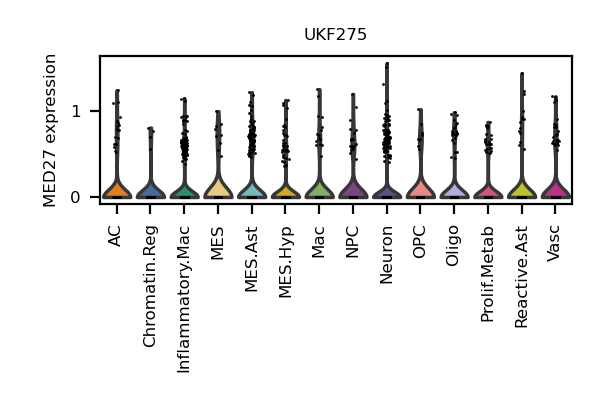 UKF275
MED27 expression
1
0
AC
Chromatin.Reg
Inflammatory.Mac
MES
MES.Ast
MES.Hyp
Mac
NPC
Neuron
OPC
Oligo
Prolif.Metab
Reactive.Ast
Vasc